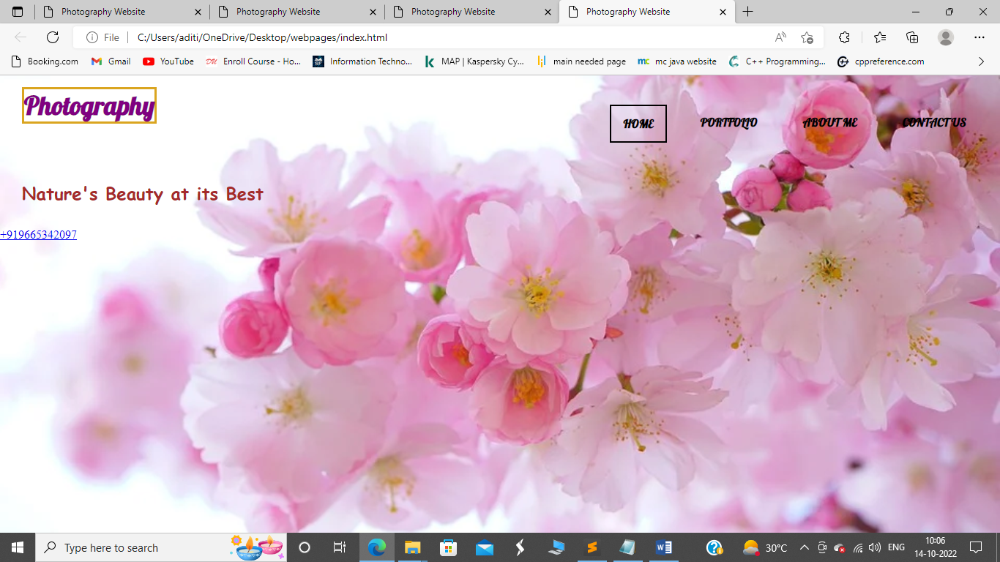 Photography Website
Photography Website
Photography Website
Photography Website
File
C:/Users/aditi/OneDrive/Desktop/webpages/index.html
Booking.com
Gmail
YouTube
Enroll Course - Ho...
Information Techno...
MAP | Kaspersky Cy...
main needed page
mc java website
C++ Programming...
cppreference.com
Photography
HOME
PORTFOLIO
ABOUT ME
CONTACT US
Nature's Beauty at its Best
+919665342097
Type here to search
30°C
ENG
10:06
14-10-2022